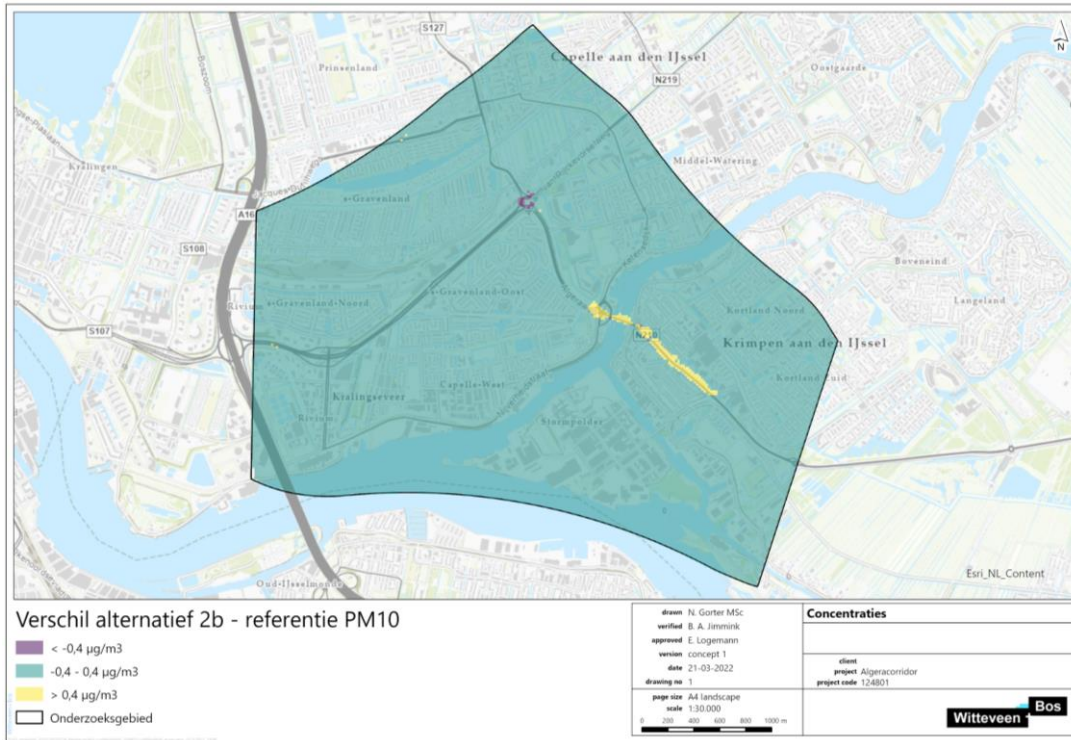 S127
Capelle aan den IJssel
Prinsenland
Oostgaarde
N
N219
Boszoom
Kralingen
Middel-Watering
s-Gravenland
A16
S108
Boveneind
s-Gravenland-Noord
s-Gravenland-Oost
Langeland
Rivium
Kortland Noord
S107
N210
Krimpen aan den IJssel
Kortland Zuid
Capelle-West
Kralingseveer
Rivium
Stormpolder
Oud-IJsselmonde
Esri_NL_Content
Verschil alternatief 2b - referentie PM10
< -0,4 µg/m3
-0,4 - 0,4 µg/m3
> 0,4 µg/m3
Onderzoeksgebied
drawn N. Gorter MSc
verified B. A. Jimmink
approved E. Logemann
version concept 1
date 21-03-2022
drawing no 1
page size A4 landscape
scale 1:30.000
0 200 400 600 800 1000 m
Concentraties
client
project Algeracorridor
project code 124801
Witteveen + Bos